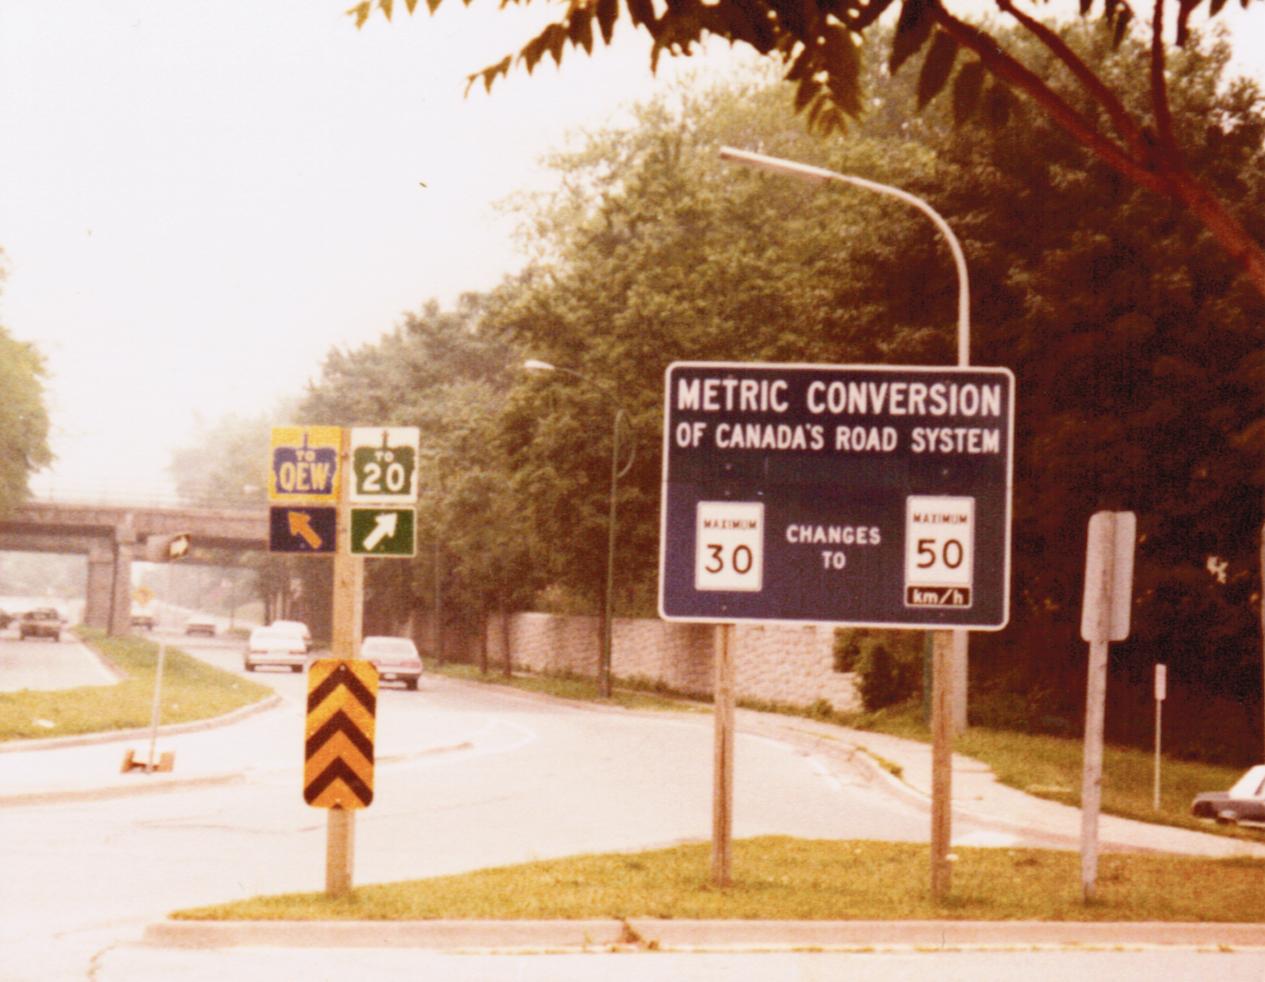 METRIC CONVERSION
OF CANADA'S ROAD SYSTEM
MAXIMUM
30
CHANGES
TO
MAXIMUM
50
km/h
TO
QEW
TO
20